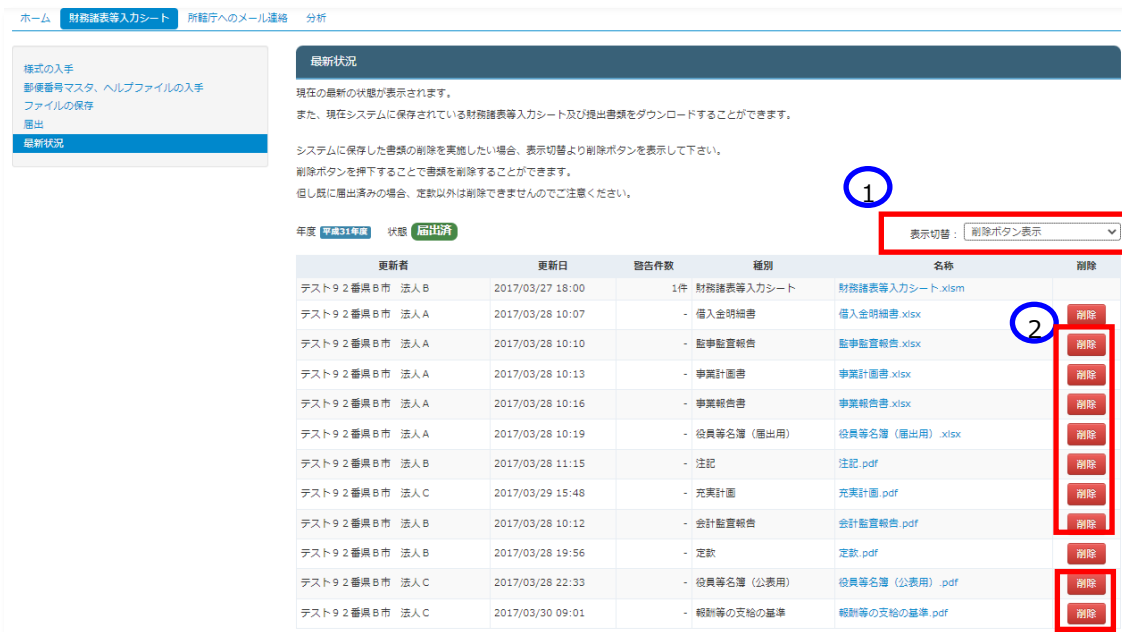 ホーム 財務諸表等入力シート 所轄庁へのメール連絡 分析
様式の入手
郵便番号マスタ、ヘルプファイルの入手
ファイルの保存
届出
最新状況
最新状況
現在の最新の状態が表示されます。
また、現在システムに保存されている財務諸表等入力シート及び提出書類をダウンロードすることができます。
システムに保存した書類の削除を実施したい場合、表示切替より削除ボタンを表示して下さい。
削除ボタンを押下することで書類を削除することができます。
但し既に届出済みの場合、定款以外は削除できませんのでご注意ください。
1
年度 平成31年度 状態 届出済 表示切替： 削除ボタン表示
更新者 更新日 警告件数 種別 名称 削除
テスト９２番県Ｂ市 法人Ｂ 2017/03/27 18:00 1件 財務諸表等入力シート 財務諸表等入力シート.xlsm
テスト９２番県Ｂ市 法人Ａ 2017/03/28 10:07 - 借入金明細書 借入金明細書.xlsx 削除
2
テスト９２番県Ｂ市 法人Ａ 2017/03/28 10:10 - 監事監査報告 監事監査報告.xlsx 削除
テスト９２番県Ｂ市 法人Ａ 2017/03/28 10:13 - 事業計画書 事業計画書.xlsx 削除
テスト９２番県Ｂ市 法人Ａ 2017/03/28 10:16 - 事業報告書 事業報告書.xlsx 削除
テスト９２番県Ｂ市 法人Ａ 2017/03/28 10:19 - 役員等名簿（届出用） 役員等名簿（届出用）.xlsx 削除
テスト９２番県Ｂ市 法人Ｂ 2017/03/28 11:15 - 注記 注記.pdf 削除
テスト９２番県Ｂ市 法人Ｃ 2017/03/29 15:48 - 充実計画 充実計画.pdf 削除
テスト９２番県Ｂ市 法人Ｂ 2017/03/28 10:12 - 会計監査報告 会計監査報告.pdf 削除
テスト９２番県Ｂ市 法人Ｂ 2017/03/28 19:56 - 定款 定款.pdf 削除
テスト９２番県Ｂ市 法人Ｃ 2017/03/28 22:33 - 役員等名簿（公表用） 役員等名簿（公表用）.pdf 削除
テスト９２番県Ｂ市 法人Ｃ 2017/03/30 09:01 - 報酬等の支給の基準 報酬等の支給の基準.pdf 削除